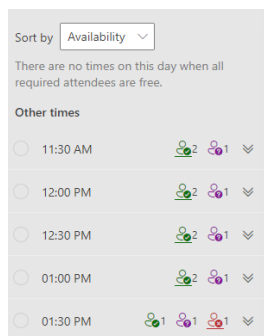 Sort by Availability
There are no times on this day when all
required attendees are free.
Other times
11:30 AM 2 1
12:00 PM 2 1
12:30 PM 2 1
01:00 PM 2 1
01:30 PM 1 1 1